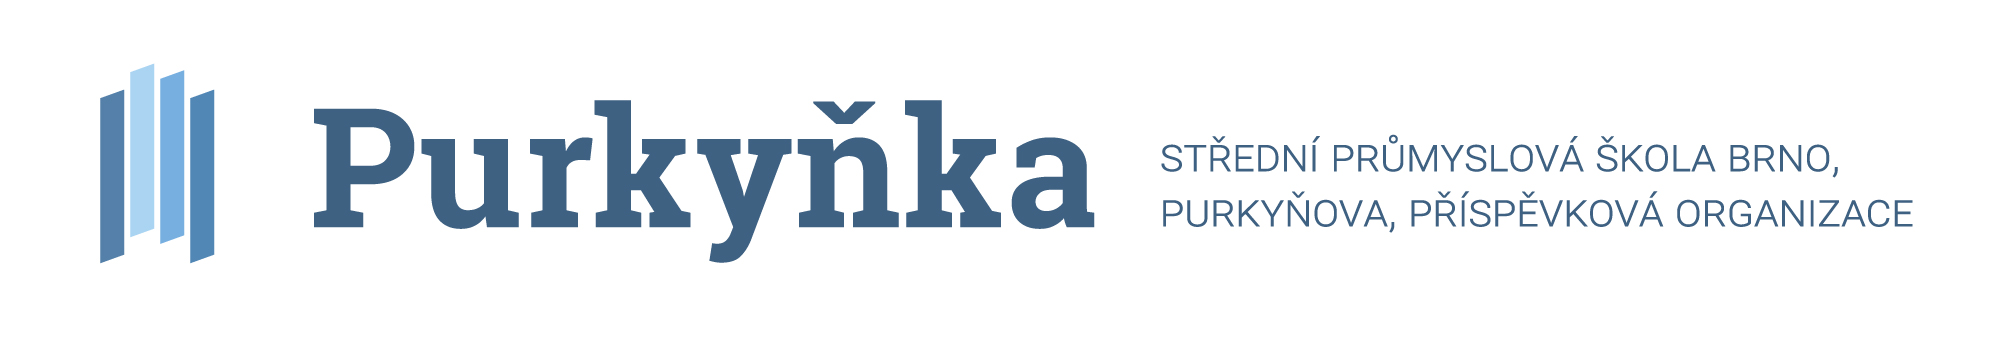 Purkyňka
STŘEDNÍ PRŮMYSLOVÁ ŠKOLA BRNO,
PURKYŇOVA, PŘÍSPĚVKOVÁ ORGANIZACE